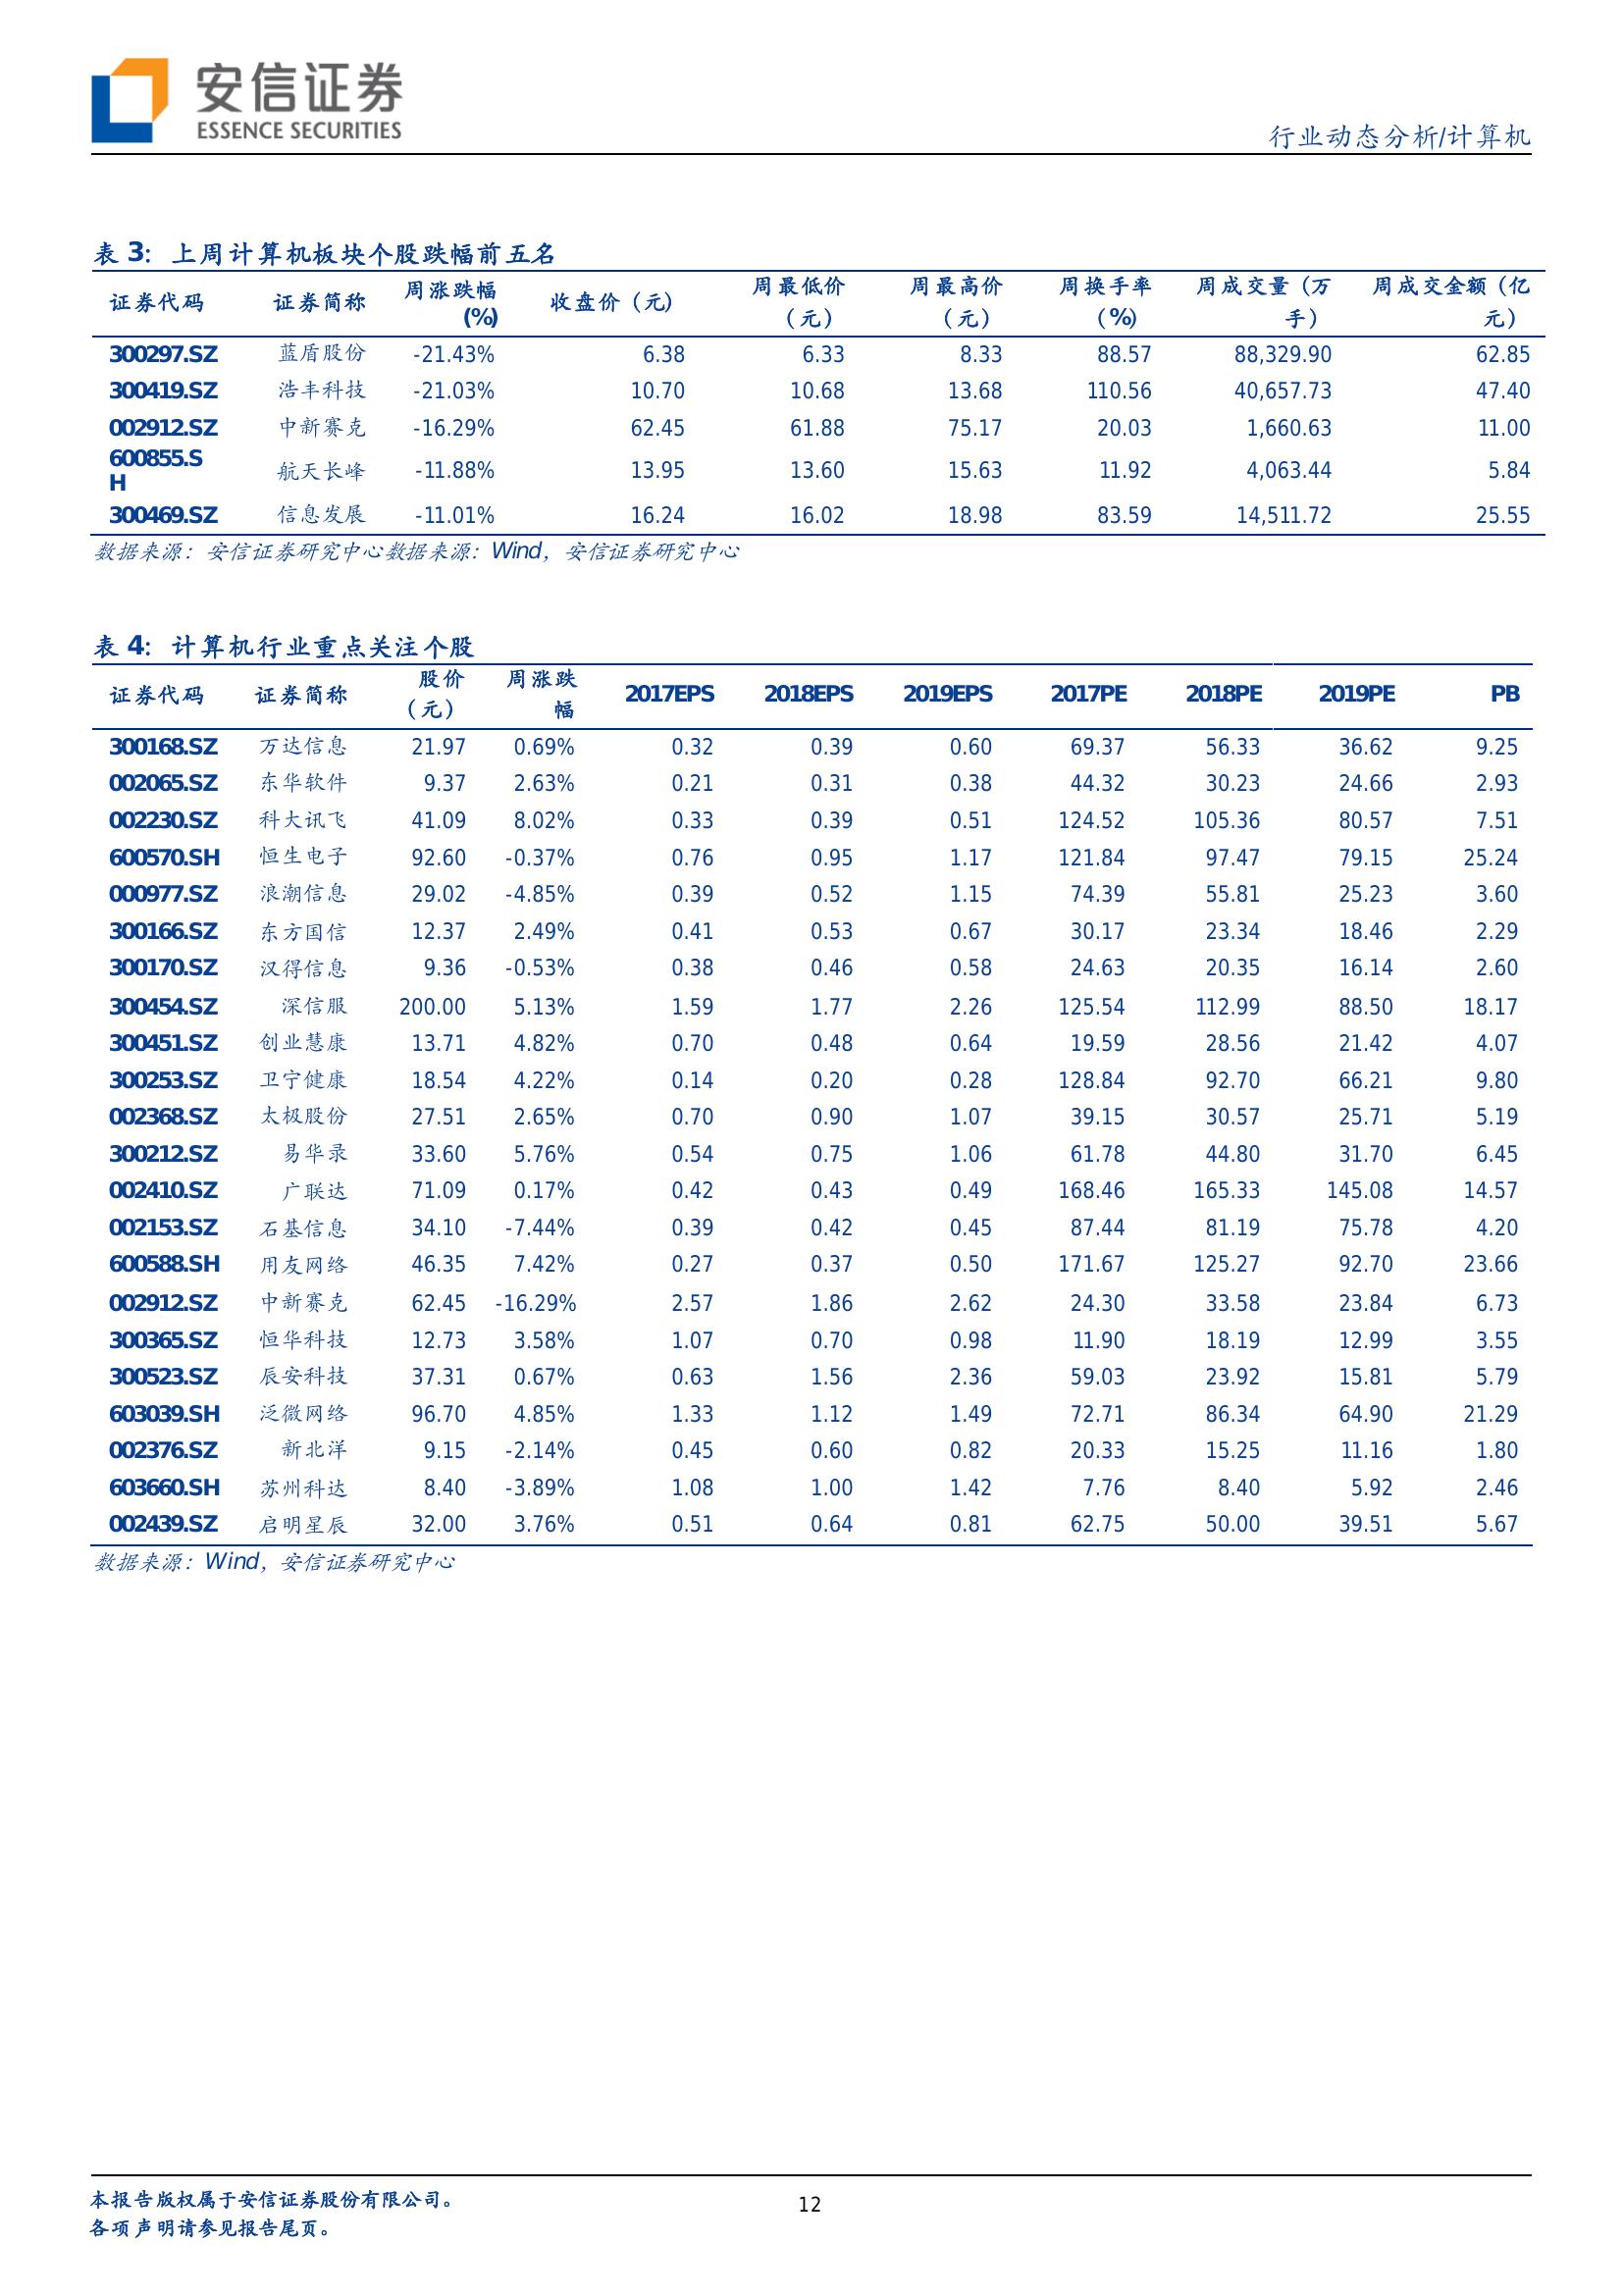 安信证券
ESSENCE SECURITIES
行业动态分析/计算机
表 3：上周计算机板块个股跌幅前五名
证券代码 证券简称 周涨跌幅(%) 收盘价（元） 周最低价（元） 周最高价（元） 周换手率（%） 周成交量（万手） 周成交金额（亿元）
300297.SZ 蓝盾股份 -21.43% 6.38 6.33 8.33 88.57 88,329.90 62.85
300419.SZ 浩丰科技 -21.03% 10.70 10.68 13.68 110.56 40,657.73 47.40
002912.SZ 中新赛克 -16.29% 62.45 61.88 75.17 20.03 1,660.63 11.00
600855.SH 航天长峰 -11.88% 13.95 13.60 15.63 11.92 4,063.44 5.84
300469.SZ 信息发展 -11.01% 16.24 16.02 18.98 83.59 14,511.72 25.55
数据来源：安信证券研究中心数据来源：Wind，安信证券研究中心
表 4：计算机行业重点关注个股
证券代码 证券简称 股价（元） 周涨跌幅 2017EPS 2018EPS 2019EPS 2017PE 2018PE 2019PE PB
300168.SZ 万达信息 21.97 0.69% 0.32 0.39 0.60 69.37 56.33 36.62 9.25
002065.SZ 东华软件 9.37 2.63% 0.21 0.31 0.38 44.32 30.23 24.66 2.93
002230.SZ 科大讯飞 41.09 8.02% 0.33 0.39 0.51 124.52 105.36 80.57 7.51
600570.SH 恒生电子 92.60 -0.37% 0.76 0.95 1.17 121.84 97.47 79.15 25.24
000977.SZ 浪潮信息 29.02 -4.85% 0.39 0.52 1.15 74.39 55.81 25.23 3.60
300166.SZ 东方国信 12.37 2.49% 0.41 0.53 0.67 30.17 23.34 18.46 2.29
300170.SZ 汉得信息 9.36 -0.53% 0.38 0.46 0.58 24.63 20.35 16.14 2.60
300454.SZ 深信服 200.00 5.13% 1.59 1.77 2.26 125.54 112.99 88.50 18.17
300451.SZ 创业慧康 13.71 4.82% 0.70 0.48 0.64 19.59 28.56 21.42 4.07
300253.SZ 卫宁健康 18.54 4.22% 0.14 0.20 0.28 128.84 92.70 66.21 9.80
002368.SZ 太极股份 27.51 2.65% 0.70 0.90 1.07 39.15 30.57 25.71 5.19
300212.SZ 易华录 33.60 5.76% 0.54 0.75 1.06 61.78 44.80 31.70 6.45
002410.SZ 广联达 71.09 0.17% 0.42 0.43 0.49 168.46 165.33 145.08 14.57
002153.SZ 石基信息 34.10 -7.44% 0.39 0.42 0.45 87.44 81.19 75.78 4.20
600588.SH 用友网络 46.35 7.42% 0.27 0.37 0.50 171.67 125.27 92.70 23.66
002912.SZ 中新赛克 62.45 -16.29% 2.57 1.86 2.62 24.30 33.58 23.84 6.73
300365.SZ 恒华科技 12.73 3.58% 1.07 0.70 0.98 11.90 18.19 12.99 3.55
300523.SZ 辰安科技 37.31 0.67% 0.63 1.56 2.36 59.03 23.92 15.81 5.79
603039.SH 泛微网络 96.70 4.85% 1.33 1.12 1.49 72.71 86.34 64.90 21.29
002376.SZ 新北洋 9.15 -2.14% 0.45 0.60 0.82 20.33 15.25 11.16 1.80
603660.SH 苏州科达 8.40 -3.89% 1.08 1.00 1.42 7.76 8.40 5.92 2.46
002439.SZ 启明星辰 32.00 3.76% 0.51 0.64 0.81 62.75 50.00 39.51 5.67
数据来源：Wind，安信证券研究中心
本报告版权属于安信证券股份有限公司。
各项声明请参见报告尾页。
12